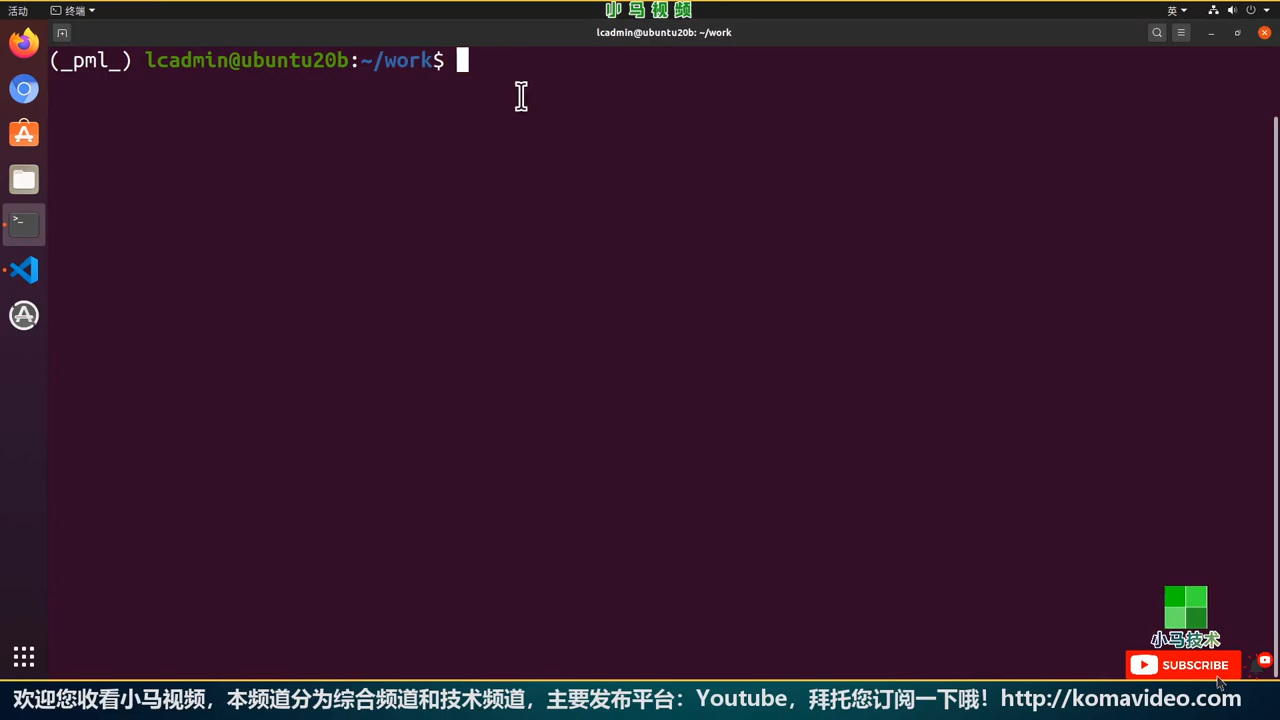 小马视频
活动 终端 英
lcadmin@ubuntu20b: ~/work
(_pml_) lcadmin@ubuntu20b:~/work$
小马技术
SUBSCRIBE
欢迎您收看小马视频，本频道分为综合频道和技术频道，主要发布平台：Youtube，拜托您订阅一下哦！http://komavideo.com